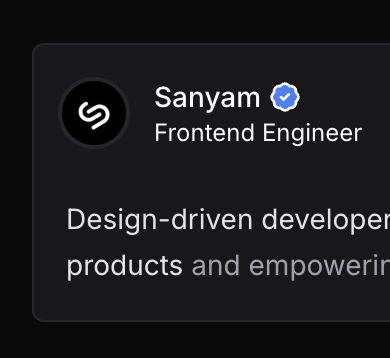 Sanyam
Frontend Engineer
Design-driven developer
products and empowerin